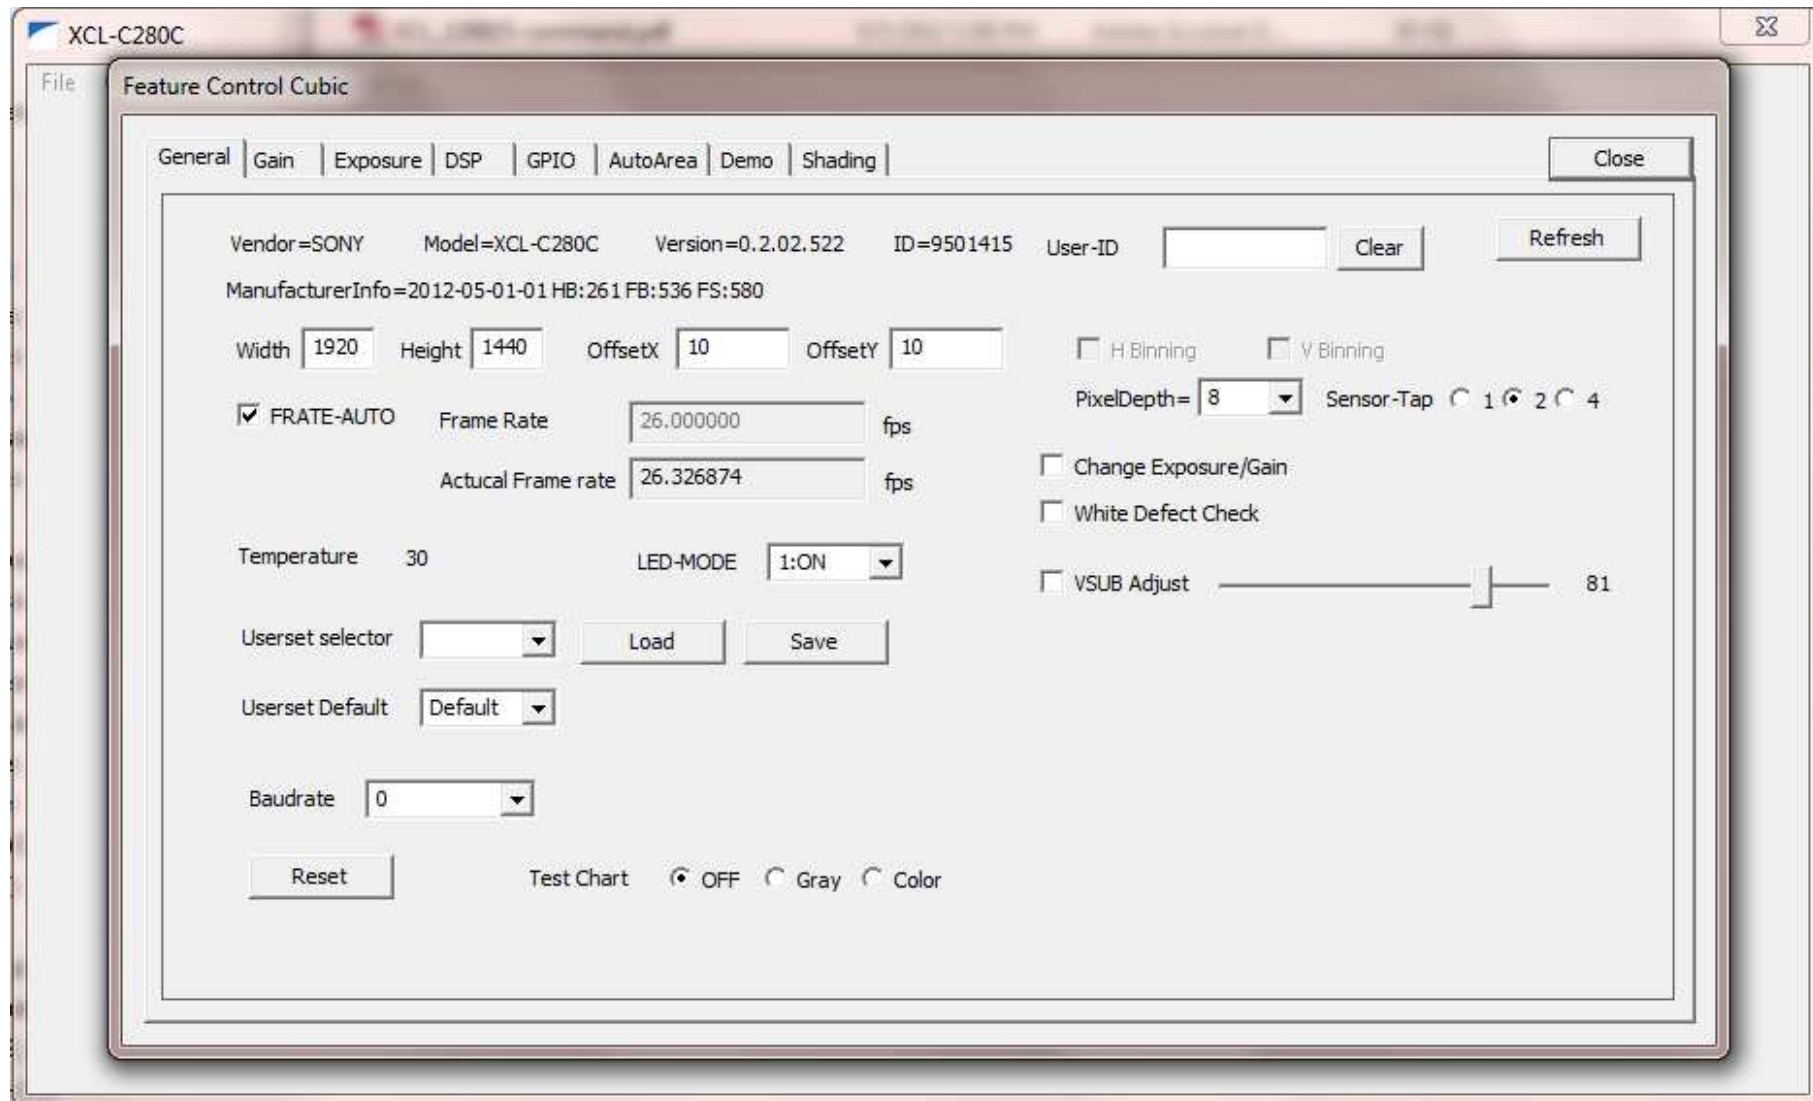 XCL-C280C
File
Feature Control Cubic
General Gain Exposure DSP GPIO AutoArea Demo Shading Close
Vendor=SONY Model=XCL-C280C Version=0.2.02.522 ID=9501415 User-ID Clear Refresh
ManufacturerInfo=2012-05-01-01 HB:261 FB:536 FS:580
Width 1920 Height 1440 OffsetX 10 OffsetY 10 H Binning V Binning
PixelDepth= 8 Sensor-Tap 1 2 4
FRATE-AUTO Frame Rate 26.000000 fps
Actucal Frame rate 26.326874 fps
Change Exposure/Gain
White Defect Check
Temperature 30 LED-MODE 1:ON
VSUB Adjust 81
Userset selector Load Save
Userset Default Default
Baudrate 0
Reset Test Chart OFF Gray Color